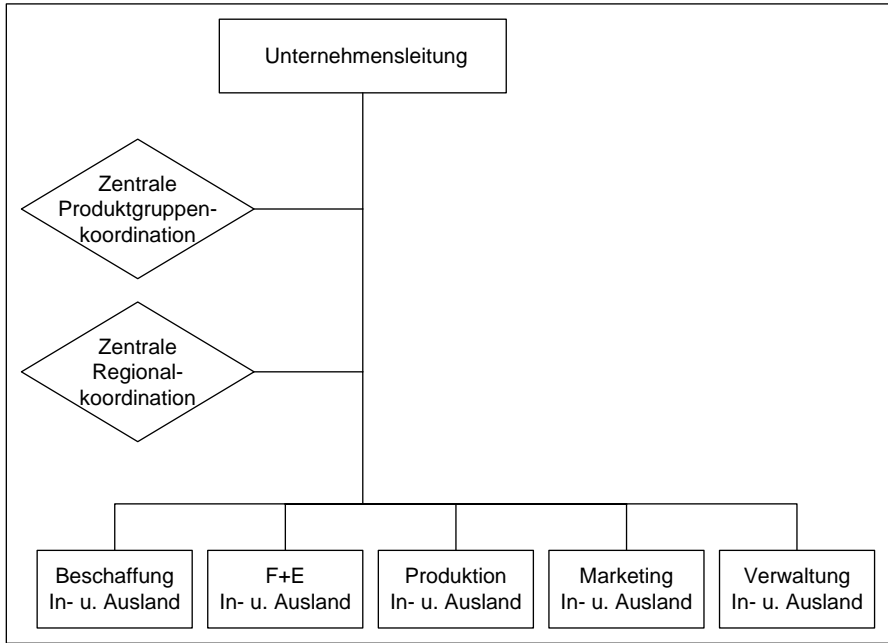 Unternehmensleitung
Zentrale
Produktgruppen-
koordination
Zentrale
Regional-
koordination
Beschaffung
In- u. Ausland
F+E
In- u. Ausland
Produktion
In- u. Ausland
Marketing
In- u. Ausland
Verwaltung
In- u. Ausland